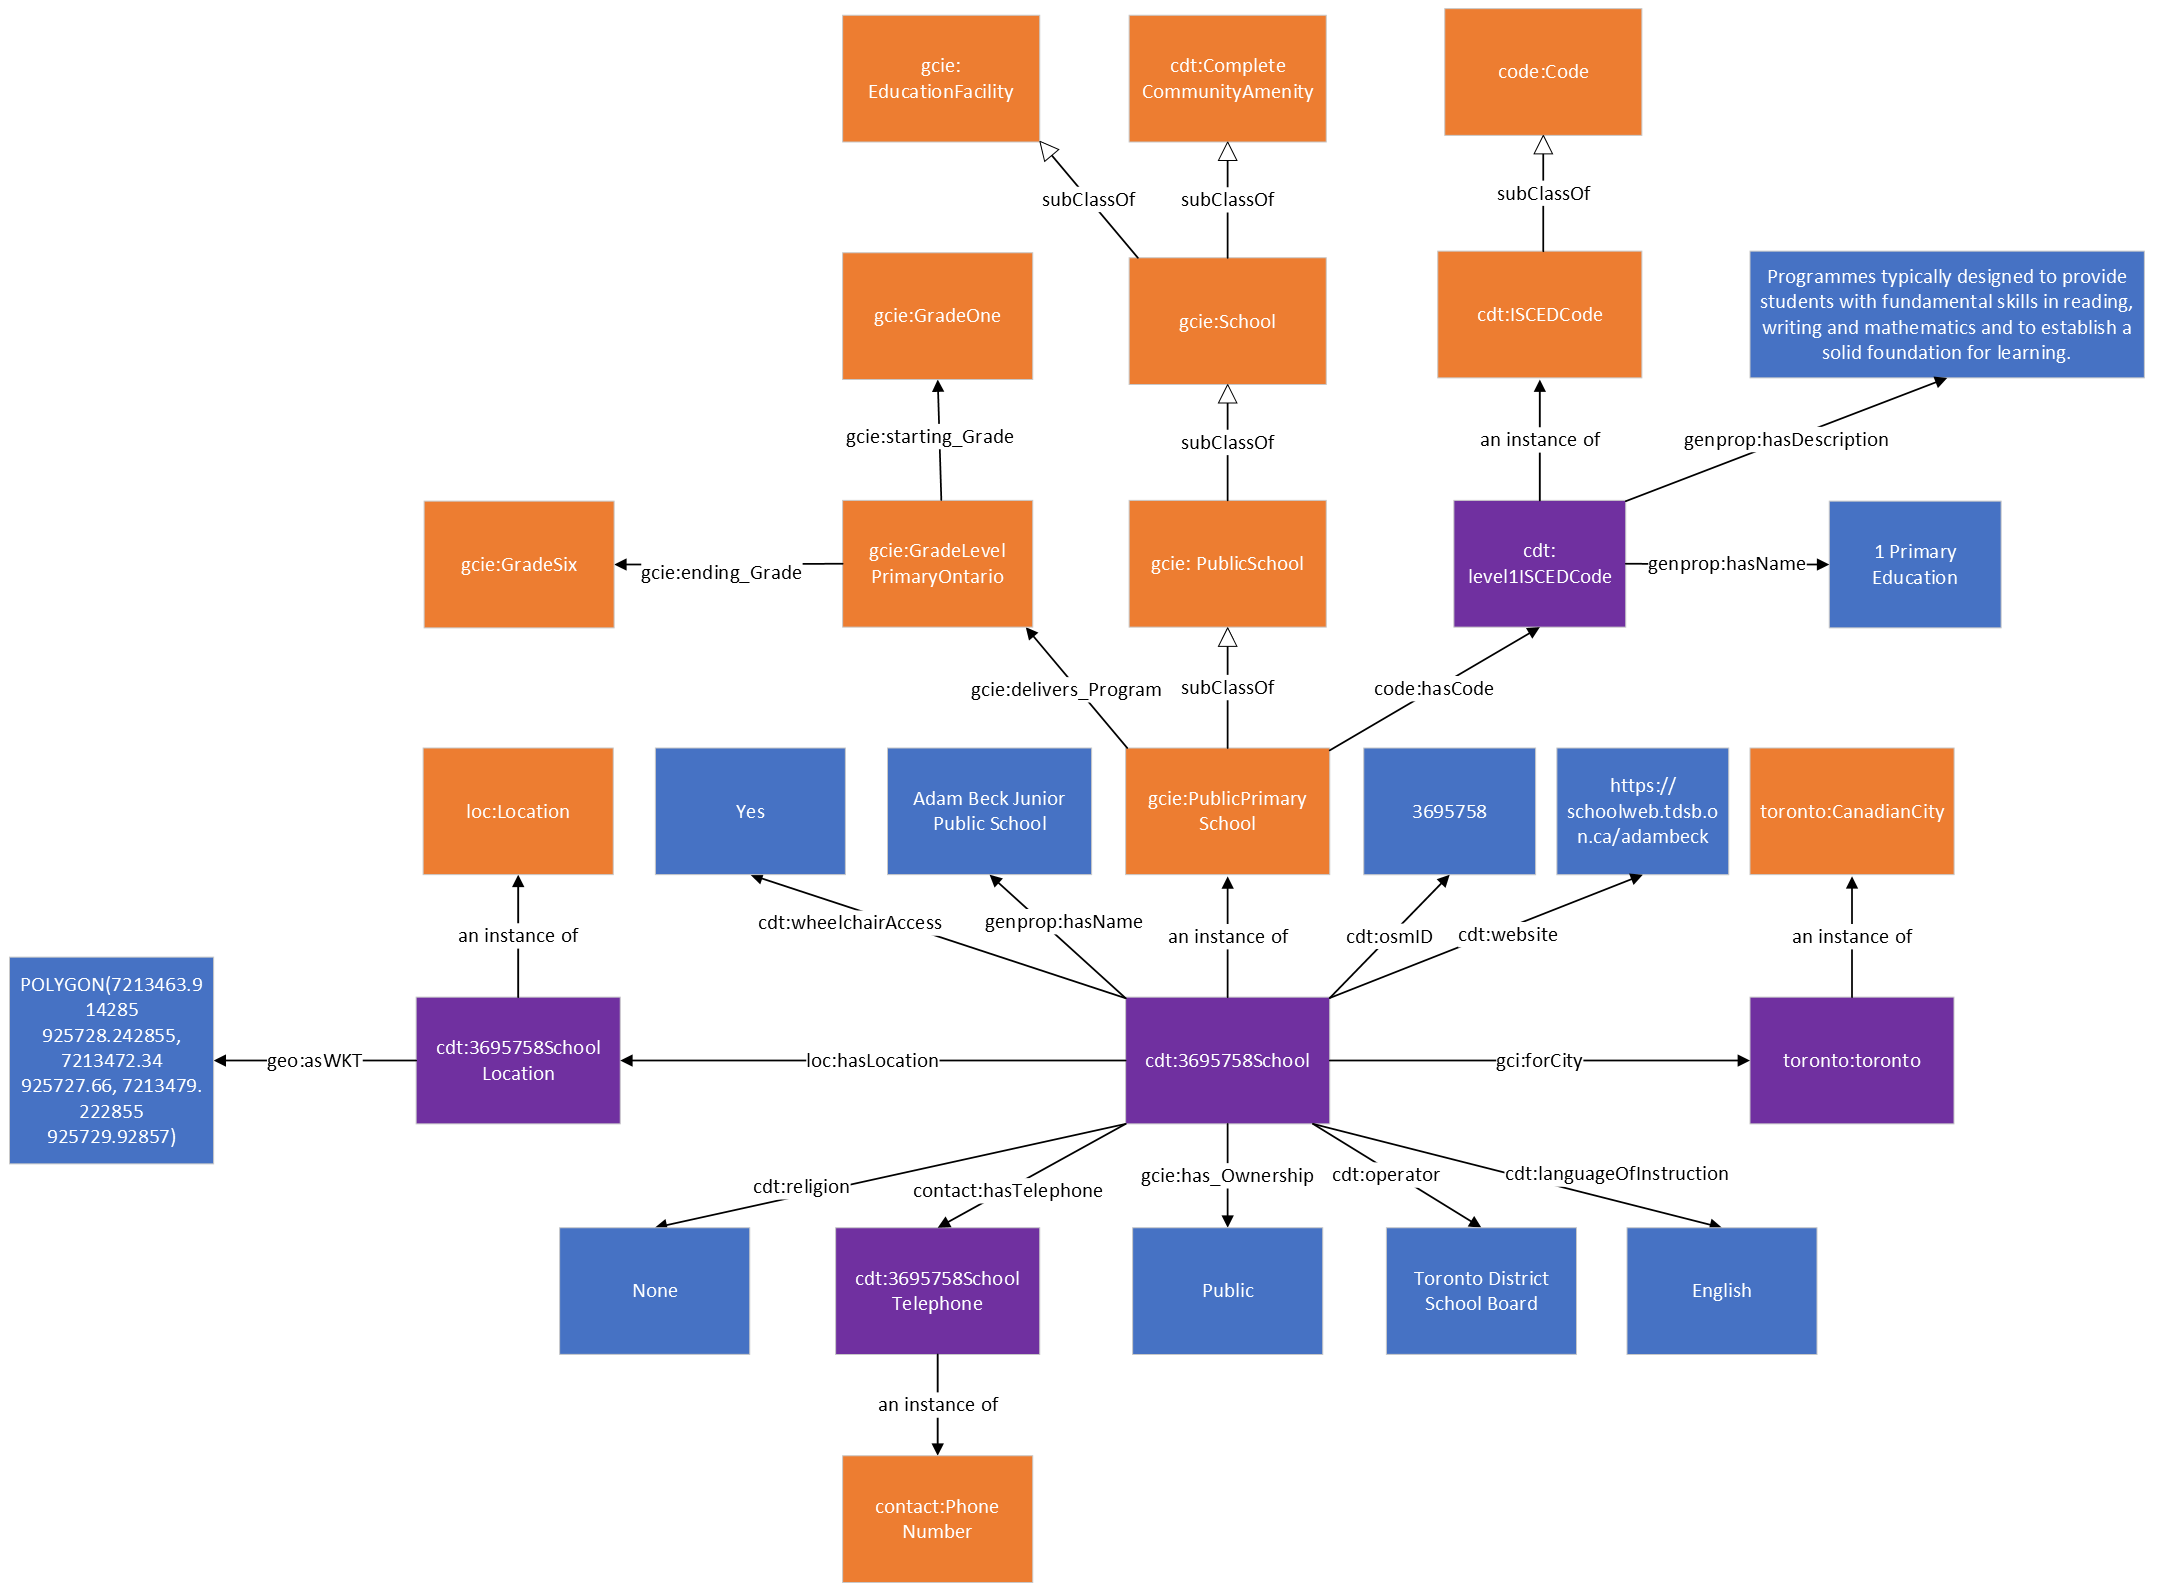 gcie:
EducationFacility
cdt:Complete
CommunityAmenity
code:Code
subClassOf
subClassOf
subClassOf
gcie:GradeOne
gcie:School
cdt:ISCEDCode
Programmes typically designed to provide
students with fundamental skills in reading,
writing and mathematics and to establish a
solid foundation for learning.
gcie:starting_Grade
subClassOf
an instance of
genprop:hasDescription
gcie:GradeSix
gcie:ending_Grade
gcie:GradeLevel
PrimaryOntario
gcie: PublicSchool
cdt:
level1ISCEDCode
genprop:hasName
1 Primary
Education
gcie:delivers_Program
subClassOf
code:hasCode
loc:Location
Yes
Adam Beck Junior
Public School
gcie:PublicPrimary
School
3695758
https://
schoolweb.tdsb.o
n.ca/adambeck
toronto:CanadianCity
an instance of
cdt:wheelchairAccess
genprop:hasName
an instance of
cdt:osmID
cdt:website
an instance of
POLYGON(7213463.9
14285
925728.242855,
7213472.34
925727.66, 7213479.
222855
925729.92857)
geo:asWKT
cdt:3695758School
Location
loc:hasLocation
cdt:3695758School
gci:forCity
toronto:toronto
cdt:religion
contact:hasTelephone
gcie:has_Ownership
cdt:operator
cdt:languageOfInstruction
None
cdt:3695758School
Telephone
Public
Toronto District
School Board
English
an instance of
contact:Phone
Number